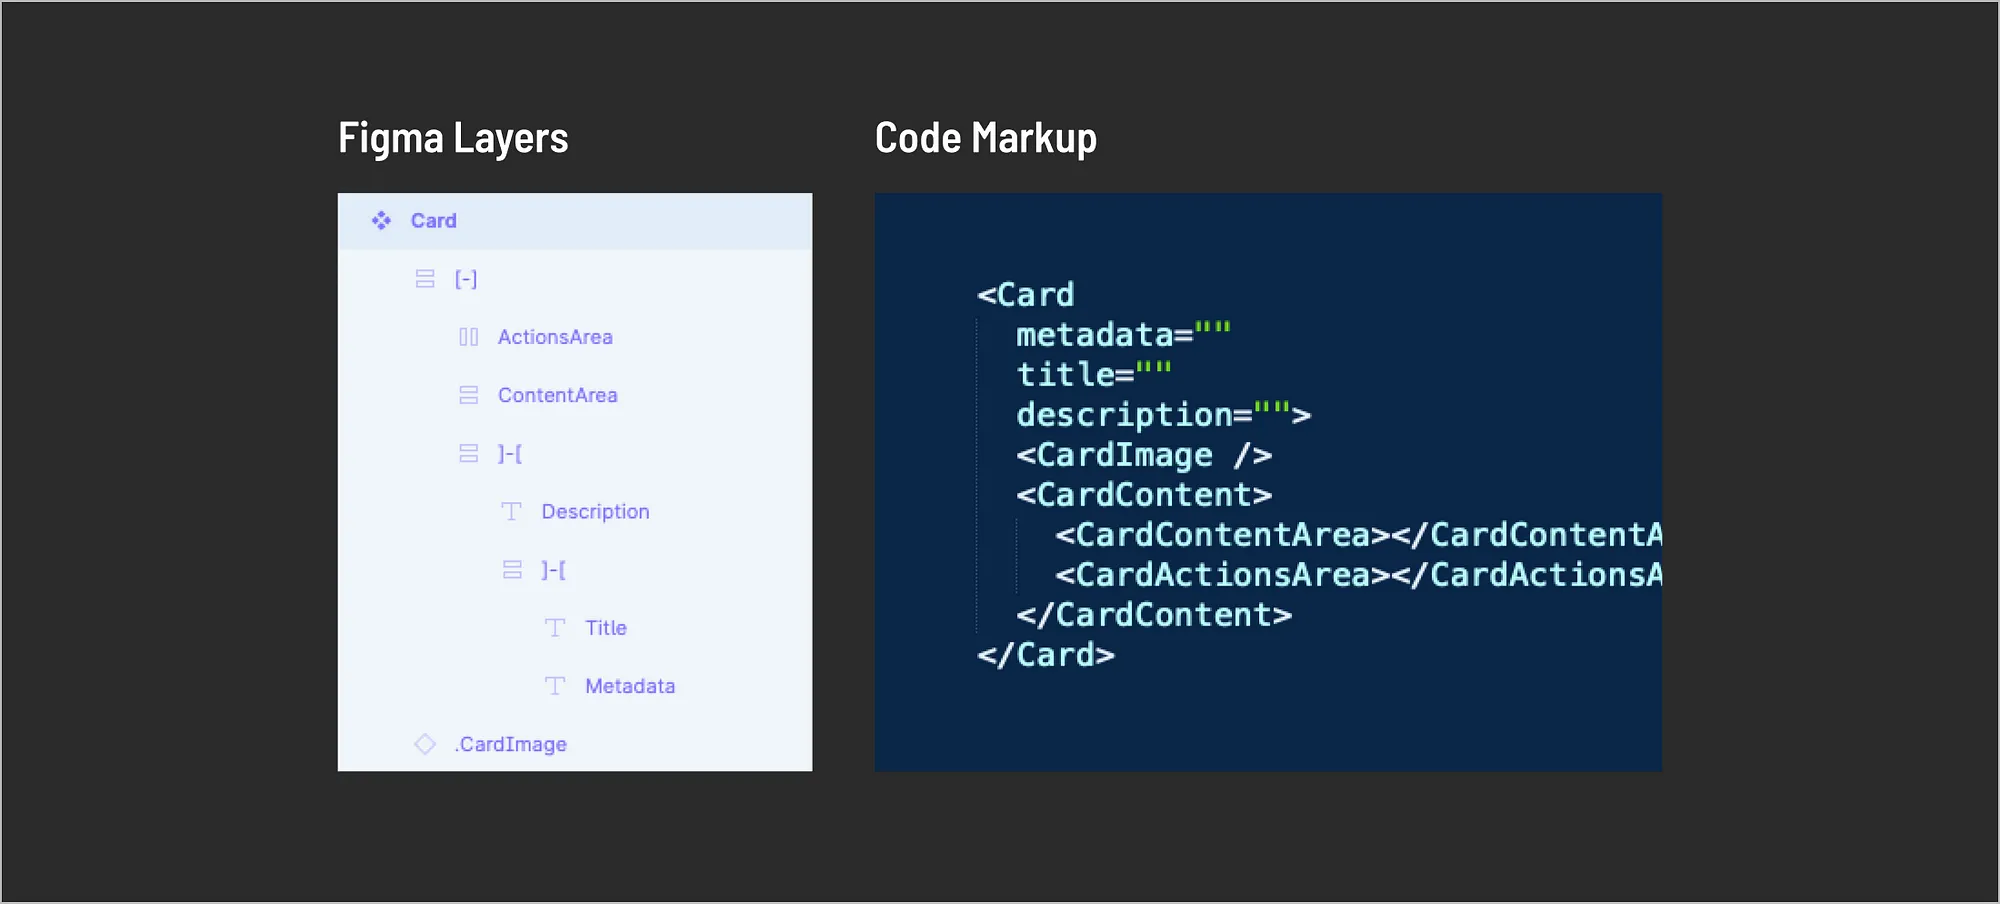 Figma Layers
Card
[-]
ActionsArea
ContentArea
]-[
Description
]-[
Title
Metadata
.CardImage
Code Markup
<Card
metadata=""
title=""
description="">
<CardImage />
<CardContent>
<CardContentArea></CardContentA
<CardActionsArea></CardActionsA
</CardContent>
</Card>